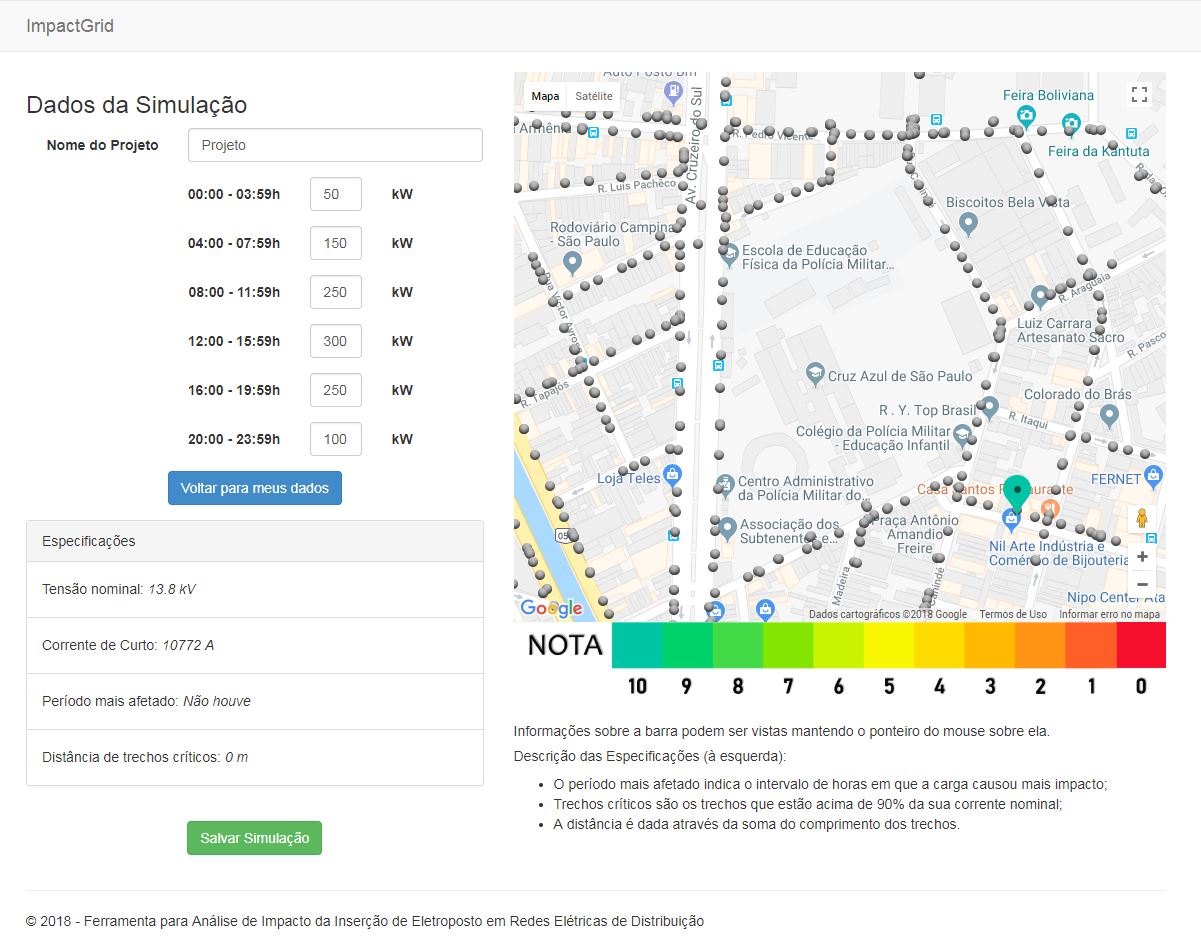 ImpactGrid
Dados da Simulação
Nome do Projeto Projeto
00:00 - 03:59h 50 kW
04:00 - 07:59h 150 kW
08:00 - 11:59h 250 kW
12:00 - 15:59h 300 kW
16:00 - 19:59h 250 kW
20:00 - 23:59h 100 kW
Voltar para meus dados
Especificações
Tensão nominal: 13.8 kV
Corrente de Curto: 10772 A
Período mais afetado: Não houve
Distância de trechos críticos: 0 m
Salvar Simulação
Mapa Satélite
Av. Cruzeiro do Sul
Feira Boliviana
Feira da Kantuta
R. Pedro Vicente
R. Luis Pacheco
Biscoitos Bela Vista
Rodoviário Campina
- São Paulo
Escola de Educação
Física da Polícia Militar...
R. Araguaia
Luiz Carrara
Artesanato Sacro
R. Tapajós
Cruz Azul de São Paulo
Colorado do Brás
R . Y. Top Brasil
R. Itaqui
Colégio da Polícia Militar
- Educação Infantil
Loja Teles
FERNET
Centro Administrativo
da Polícia Militar do...
Associação dos
Subtenente
Praça Antônio
Amandio
Freire
Nil Arte Indústria e
Comércio de Bijouteria
Madeira
Nipo Center
Google
Dados cartográficos ©2018 Google Termos de Uso Informar erro no mapa
NOTA
10 9 8 7 6 5 4 3 2 1 0
Informações sobre a barra podem ser vistas mantendo o ponteiro do mouse sobre ela.
Descrição das Especificações (à esquerda):
• O período mais afetado indica o intervalo de horas em que a carga causou mais impacto;
• Trechos críticos são os trechos que estão acima de 90% da sua corrente nominal;
• A distância é dada através da soma do comprimento dos trechos.
© 2018 - Ferramenta para Análise de Impacto da Inserção de Eletroposto em Redes Elétricas de Distribuição